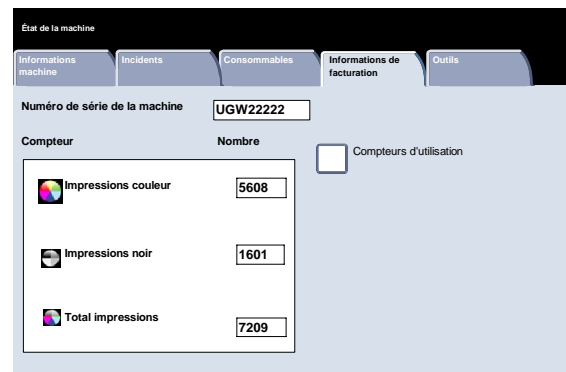 État de la machine
Informations machine
Incidents
Consommables
Informations de facturation
Outils
Numéro de série de la machine UGW22222
Compteur Nombre
Compteurs d'utilisation
Impressions couleur 5608
Impressions noir 1601
Total impressions 7209